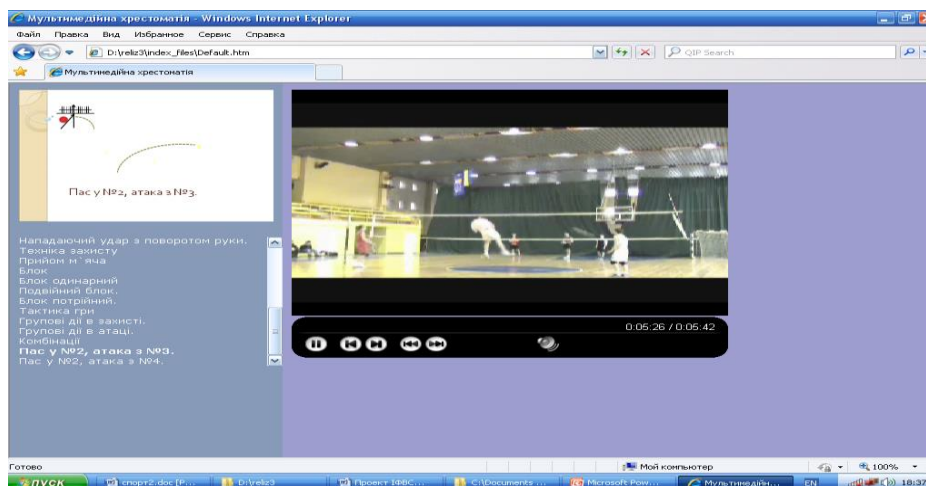 Мультимедійна хрестоматія - Windows Internet Explorer
Файл Правка Вид Избранное Сервис Справка
D:\reliz3\index_files\Default.htm
QIP Search
Мультимедійна хрестоматія
Пас у №2, атака з №3.
Нападаючий удар з поворотом руки.
Техніка захисту
Прийом м`яча
Блок
Блок одинарний
Подвійний блок.
Блок потрійний.
Тактика гри
Групові дії в захисті.
Групові дії в атаці.
Комбінації
Пас у №2, атака з №3.
Пас у №2, атака з №4.
0:05:26 / 0:05:42
Готово
Мой компьютер
100%
пуск
спорт2.doc [Р...
D:\reliz3
Проект ІФВС...
C:\Documents ...
Microsoft Pow...
Мультимедійн...
EN
18:37